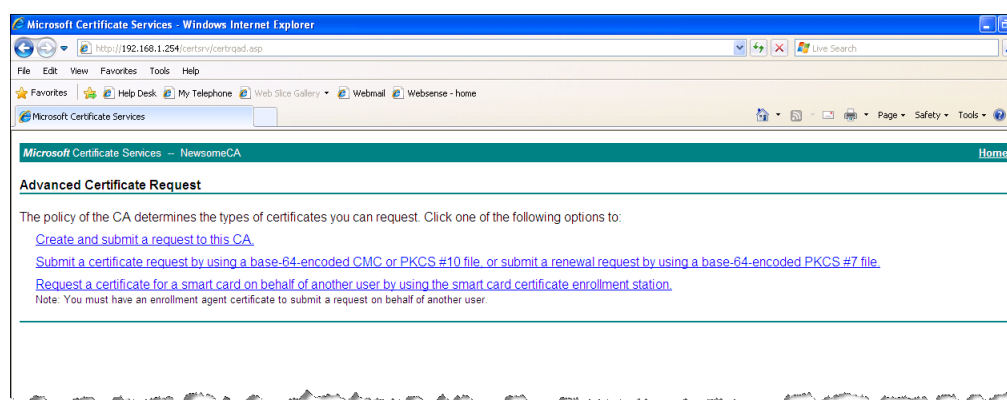 Microsoft Certificate Services - Windows Internet Explorer
http://192.168.1.254/certsrv/certrqad.asp
Live Search
File Edit View Favorites Tools Help
Favorites Help Desk My Telephone Web Slice Gallery Webmail Websense - home
Microsoft Certificate Services Page Safety Tools
Microsoft Certificate Services -- NewsomeCA Home
Advanced Certificate Request
The policy of the CA determines the types of certificates you can request. Click one of the following options to:
Create and submit a request to this CA.
Submit a certificate request by using a base-64-encoded CMC or PKCS #10 file, or submit a renewal request by using a base-64-encoded PKCS #7 file.
Request a certificate for a smart card on behalf of another user by using the smart card certificate enrollment station.
Note: You must have an enrollment agent certificate to submit a request on behalf of another user.